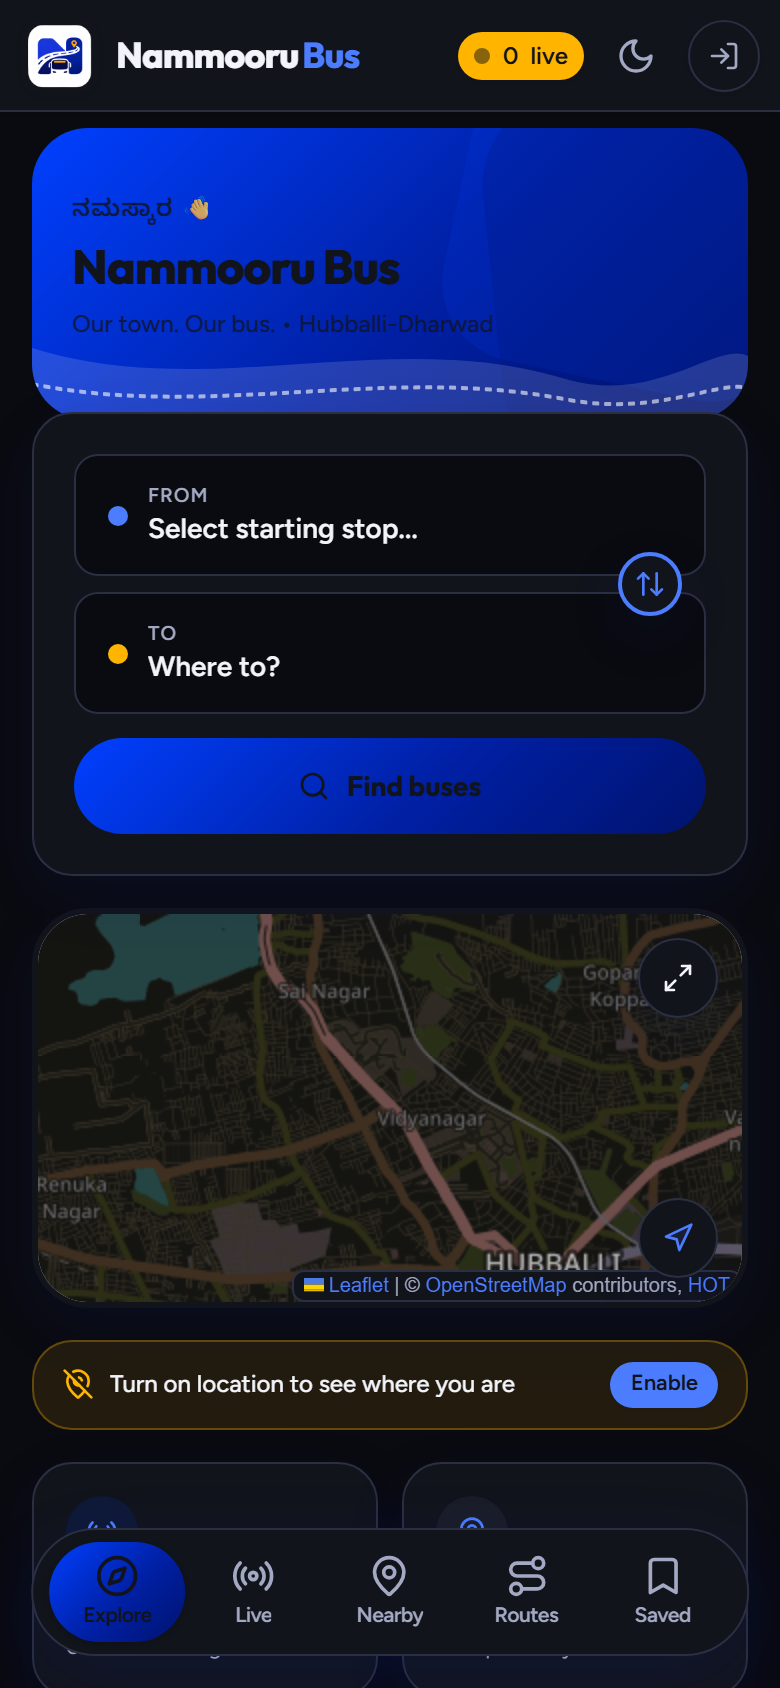 Nammooru Bus
0 live
ನಮಸ್ಕಾರ 👋🏽
Nammooru Bus
Our town. Our bus. • Hubballi-Dharwad
FROM
Select starting stop...
TO
Where to?
Find buses
Sai Nagar
Vidyanagar
Renuka
Nagar
HUBBALLI
Leaflet | © OpenStreetMap contributors, HOT
Turn on location to see where you are
Enable
Explore
Live
Nearby
Routes
Saved